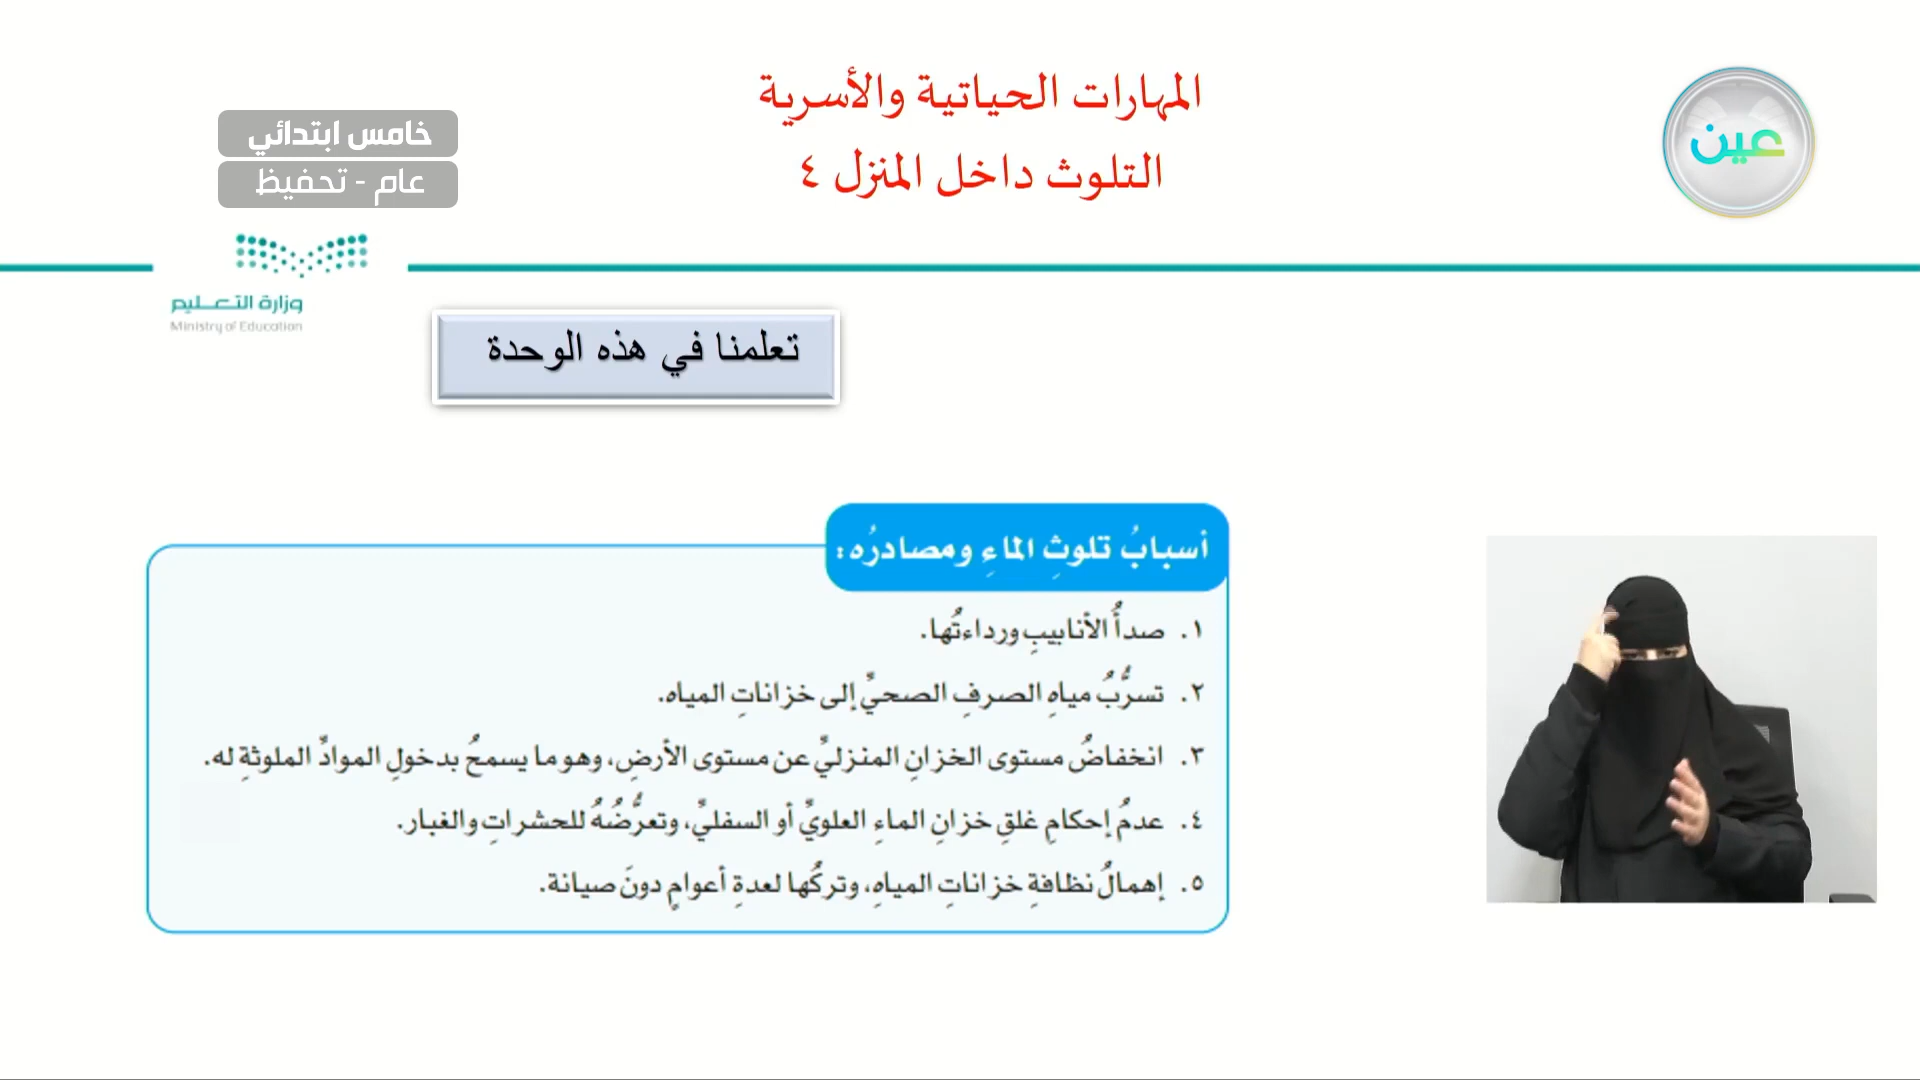 المهارات الحياتية والأسرية
التلوث داخل المنزل ٤
عين
خامس ابتدائي
عام - تحفيظ
وزارة التعليم
Ministry of Education
تعلمنا في هذه الوحدة
أسبابُ تلوثِ الماءِ ومصادرُه:
١. صدأُ الأنابيبِ ورداءتُها.
٢. تسرُّبُ مياهِ الصرفِ الصحيِّ إلى خزاناتِ المياه.
٣. انخفاضُ مستوى الخزانِ المنزليِّ عن مستوى الأرضِ، وهو ما يسمحُ بدخولِ الموادِّ الملوثةِ له.
٤. عدمُ إحكامِ غلقِ خزانِ الماءِ العلويِّ أو السفليِّ، وتعرُّضُهُ للحشراتِ والغبار.
٥. إهمالُ نظافةِ خزاناتِ المياهِ، وتركُها لعدةِ أعوامٍ دونَ صيانة.